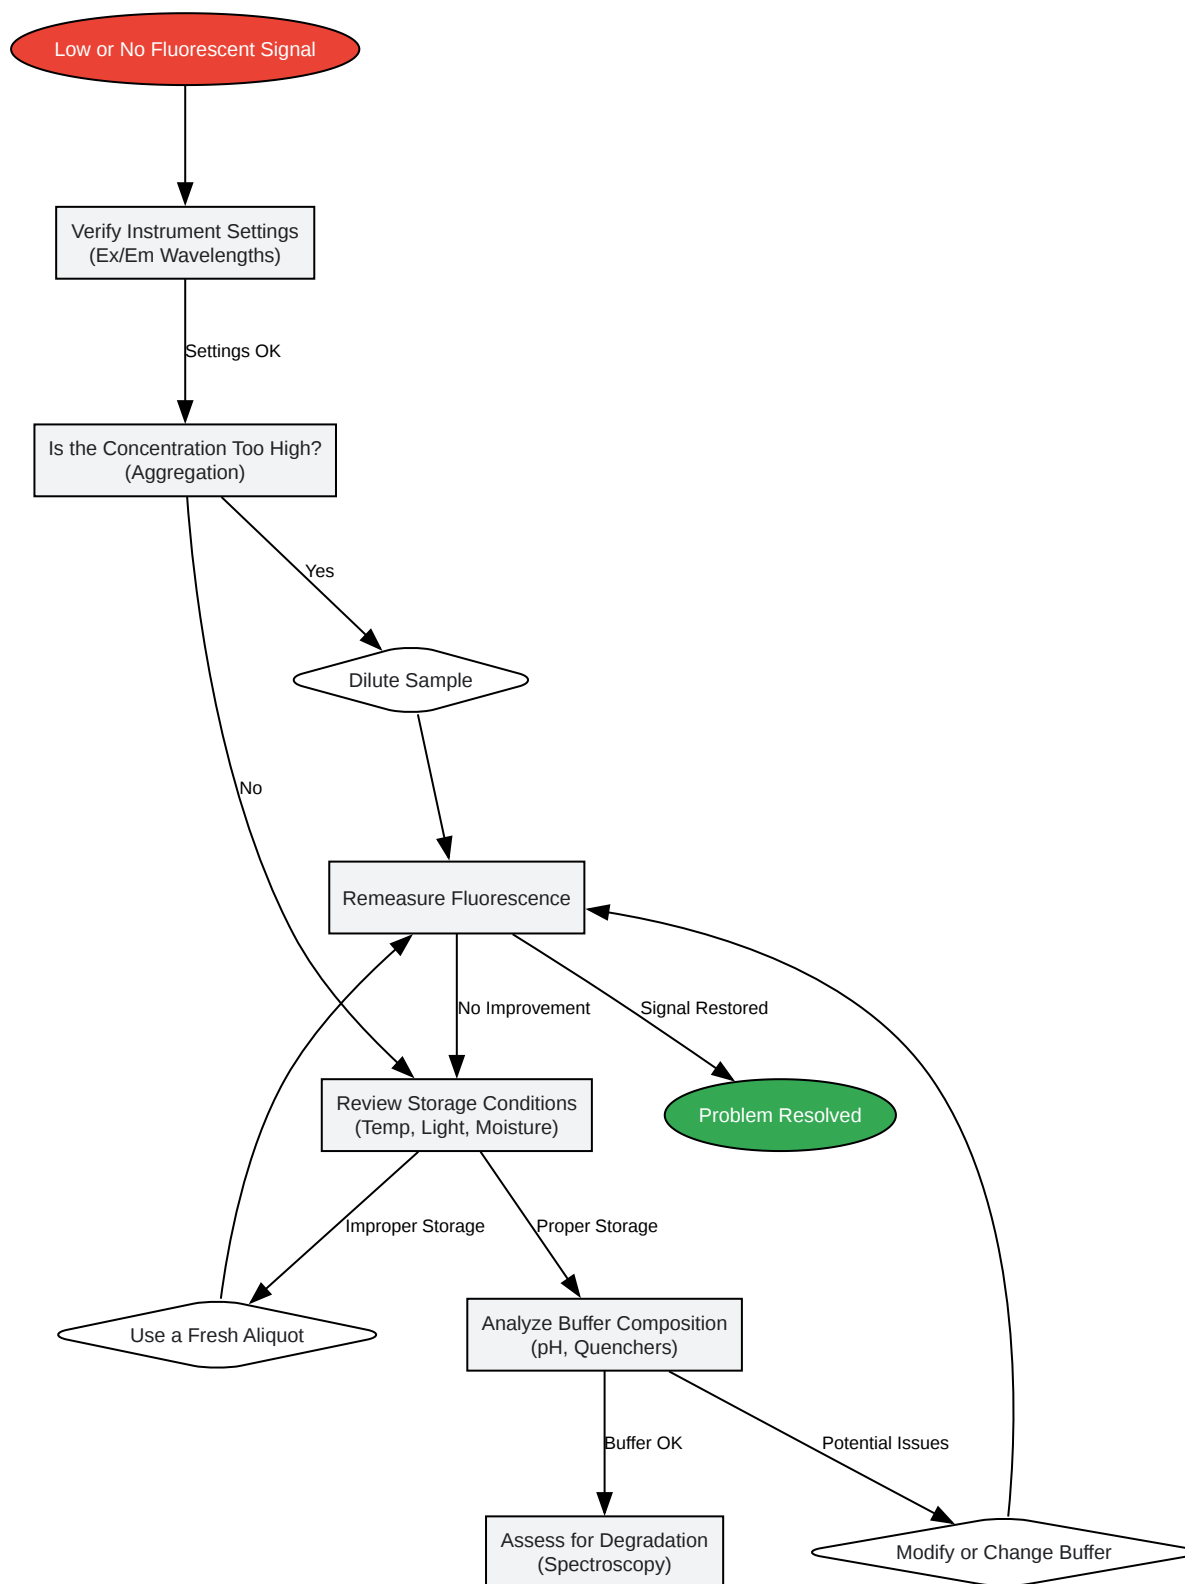 Low or No Fluorescent Signal
Verify Instrument Settings
(Ex/Em Wavelengths)
Settings OK
Is the Concentration Too High?
(Aggregation)
Yes
Dilute Sample
No
Remeasure Fluorescence
No Improvement
Signal Restored
Review Storage Conditions
(Temp, Light, Moisture)
Problem Resolved
Improper Storage
Proper Storage
Use a Fresh Aliquot
Analyze Buffer Composition
(pH, Quenchers)
Buffer OK
Potential Issues
Assess for Degradation
(Spectroscopy)
Modify or Change Buffer